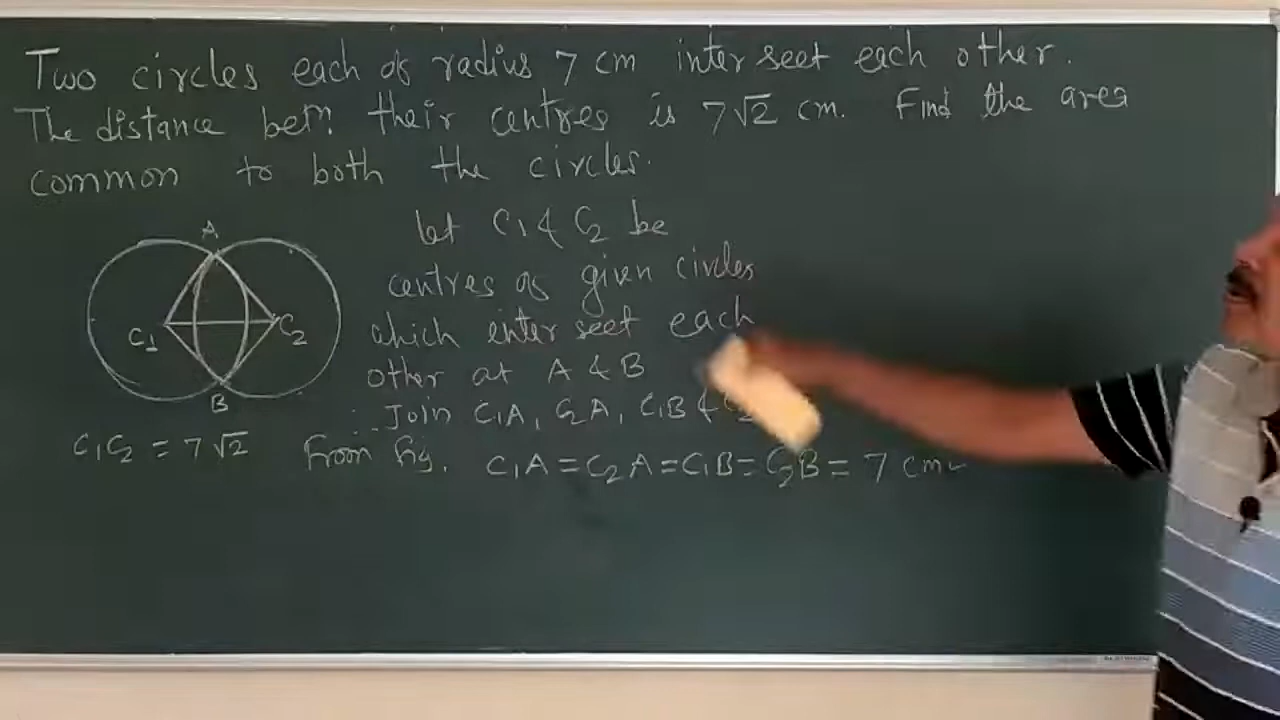 Two circles each of radius 7 cm inter seet each other.
The distance betn. their centres is 7√2 cm. Find the area
common to both the circles.
let C1 & C2 be
centres of given circles
which inter seet each
other at A & B
∴ Join C1A, C2A, C1B &
A
C1
C2
B
C1C2 = 7√2 from fig. C1A = C2A = C1B = C2B = 7 cm